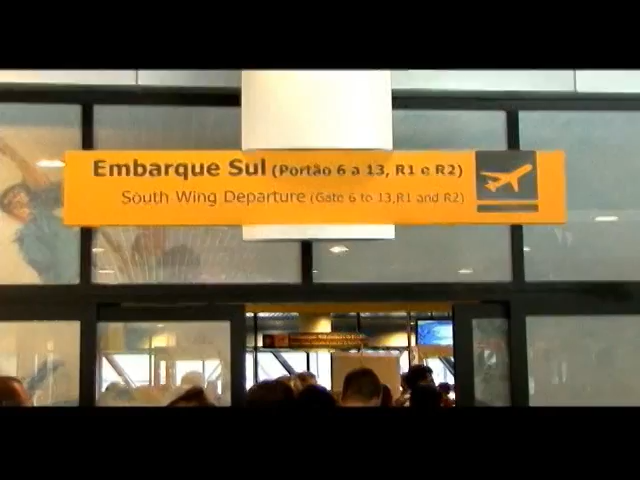 Embarque Sul (Portão 6 a 13, R1 e R2)
South Wing Departure (Gate 6 to 13,R1 and R2)